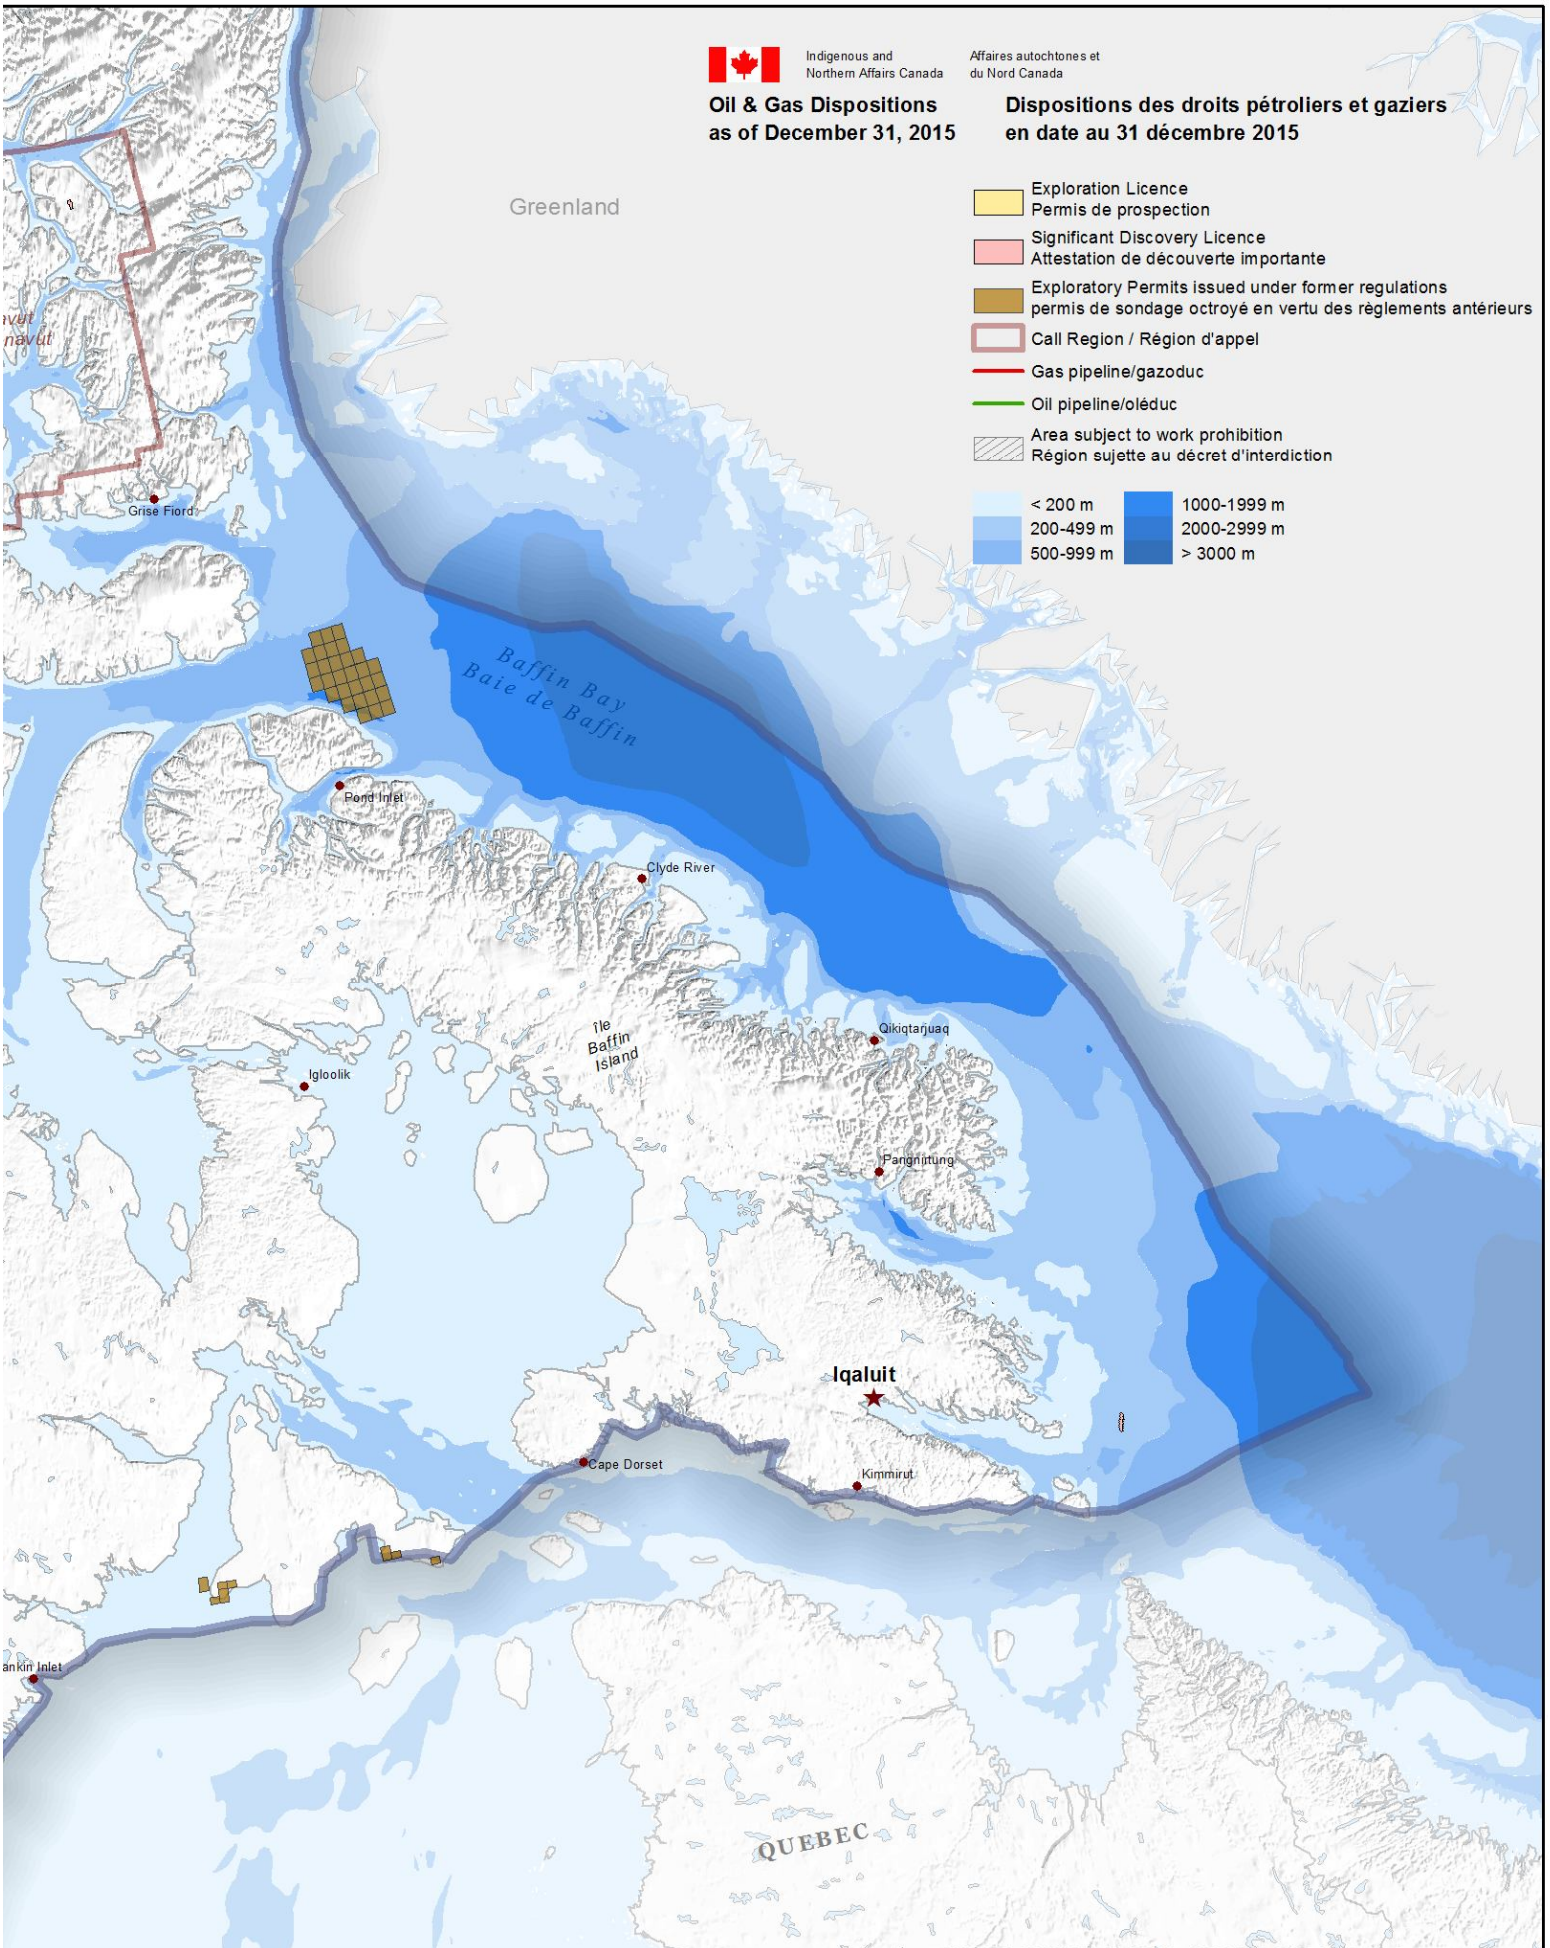 Indigenous and
Northern Affairs Canada
Affaires autochtones et
du Nord Canada
Oil & Gas Dispositions
as of December 31, 2015
Dispositions des droits pétroliers et gaziers
en date au 31 décembre 2015
Exploration Licence
Permis de prospection
Significant Discovery Licence
Attestation de découverte importante
Exploratory Permits issued under former regulations
permis de sondage octroyé en vertu des règlements antérieurs
Call Region / Région d'appel
Gas pipeline/gazoduc
Oil pipeline/oléduc
Area subject to work prohibition
Région sujette au décret d'interdiction
< 200 m
200-499 m
500-999 m
1000-1999 m
2000-2999 m
> 3000 m
Greenland
avut
navut
Grise Fiord
Baffin Bay
Baie de Baffin
Pond Inlet
Clyde River
Qikiqtarjuaq
île
Baffin
Island
Igloolik
Pangnirtung
Iqaluit
Cape Dorset
Kimmirut
ankin Inlet
QUEBEC